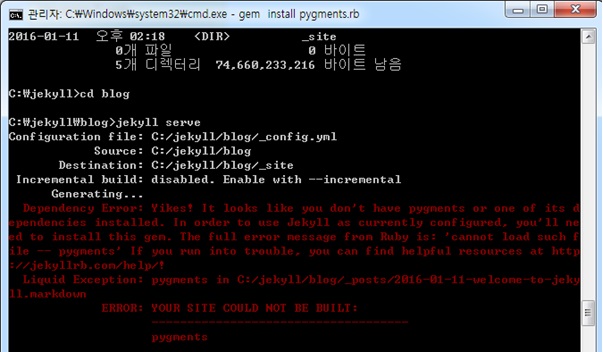 관리자: C:₩Windows₩system32₩cmd.exe - gem  install pygments.rb
2016-01-11  오후 02:18    <DIR>          _site
0개 파일                   0 바이트
5개 디렉터리  74,660,233,216 바이트 남음
C:₩jekyll>cd blog
C:₩jekyll₩blog>jekyll serve
Configuration file: C:/jekyll/blog/_config.yml
Source: C:/jekyll/blog
Destination: C:/jekyll/blog/_site
Incremental build: disabled. Enable with --incremental
Generating...
Dependency Error: Yikes! It looks like you don't have pygments or one of its d
ependencies installed. In order to use Jekyll as currently configured, you'll ne
ed to install this gem. The full error message from Ruby is: 'cannot load such f
ile -- pygments' If you run into trouble, you can find helpful resources at http
://jekyllrb.com/help/!
Liquid Exception: pygments in C:/jekyll/blog/_posts/2016-01-11-welcome-to-jeky
ll.markdown
ERROR: YOUR SITE COULD NOT BE BUILT:
------------------------------------
pygments